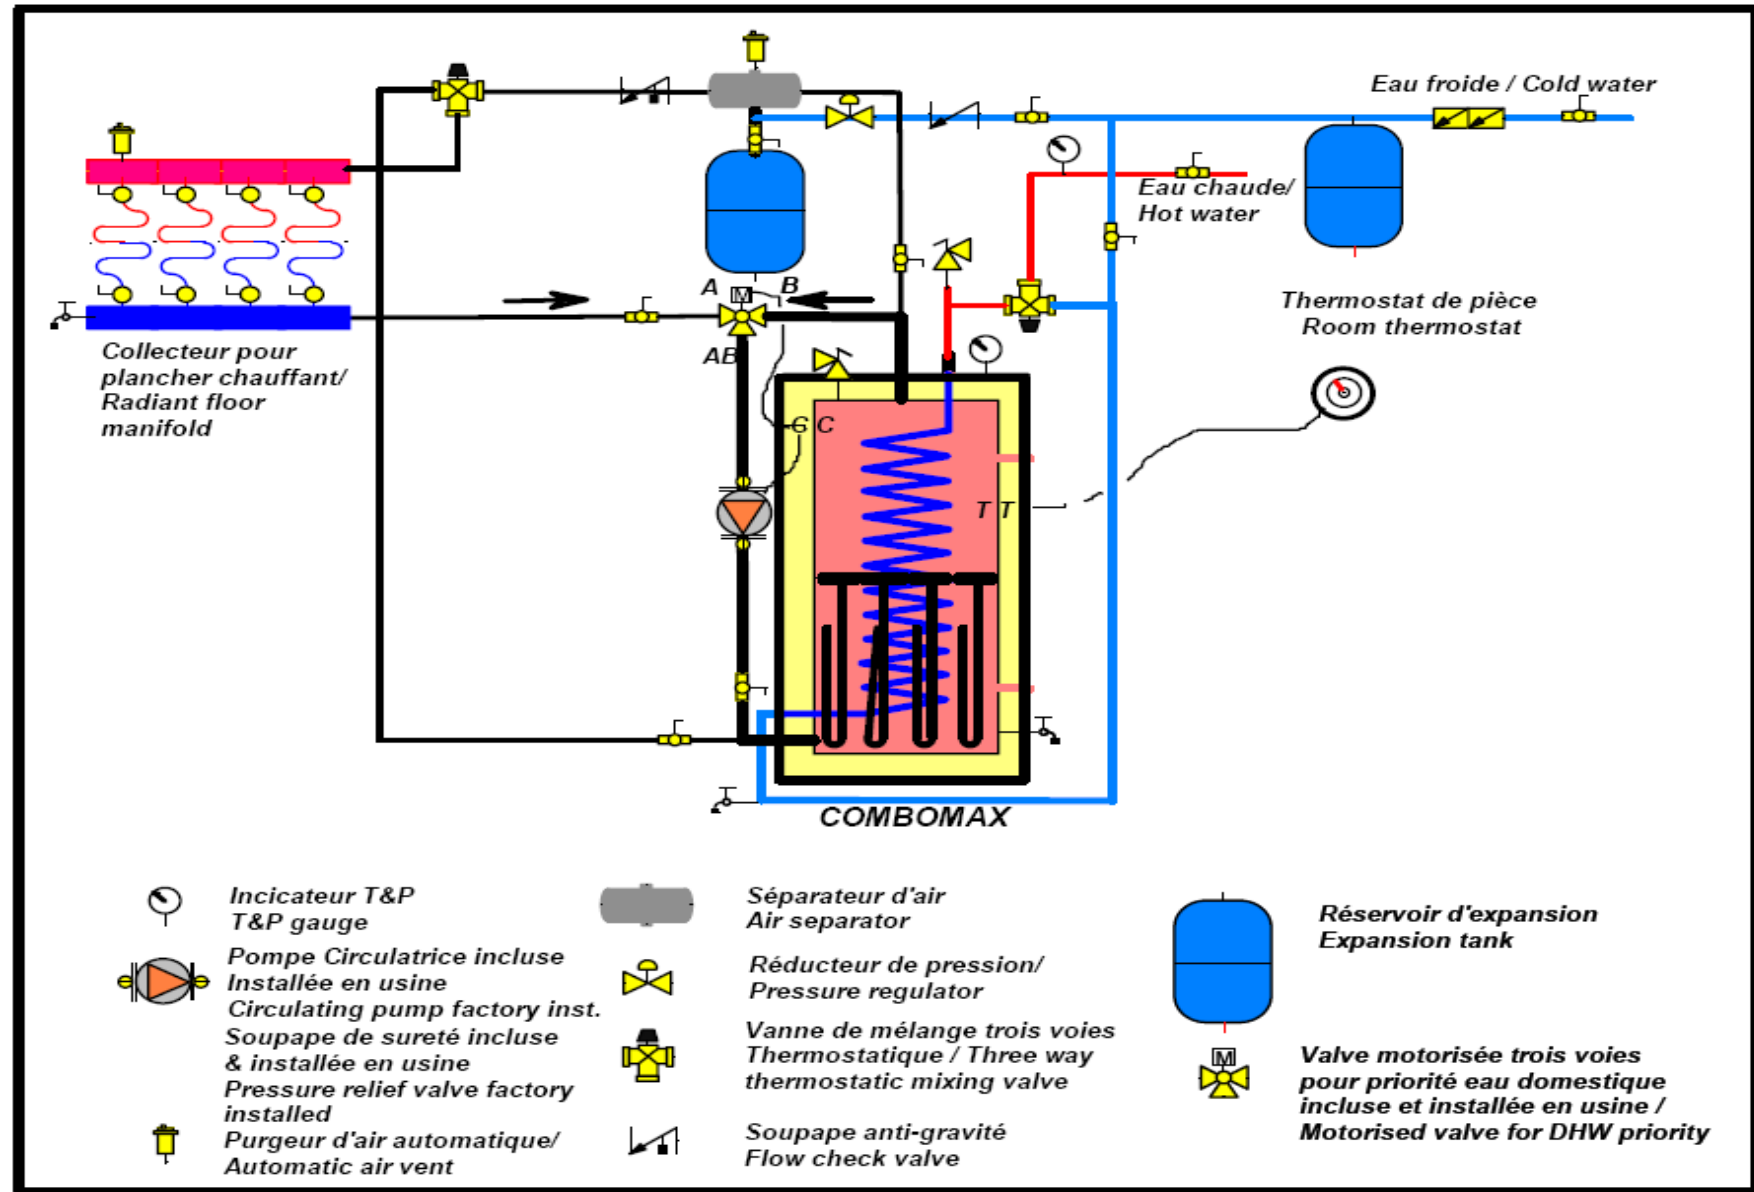 Eau froide / Cold water
Eau chaude/
Hot water
A
M
B
AB
Thermostat de pièce
Room thermostat
Collecteur pour
plancher chauffant/
Radiant floor
manifold
C C
T T
COMBOMAX
Incicateur T&P
T&P gauge
Pompe Circulatrice incluse
Installée en usine
Circulating pump factory inst.
Soupape de sureté incluse
& installée en usine
Pressure relief valve factory
installed
Purgeur d'air automatique/
Automatic air vent
Séparateur d'air
Air separator
Réducteur de pression/
Pressure regulator
Vanne de mélange trois voies
Thermostatique / Three way
thermostatic mixing valve
Soupape anti-gravité
Flow check valve
Réservoir d'expansion
Expansion tank
M
Valve motorisée trois voies
pour priorité eau domestique
incluse et installée en usine /
Motorised valve for DHW priority